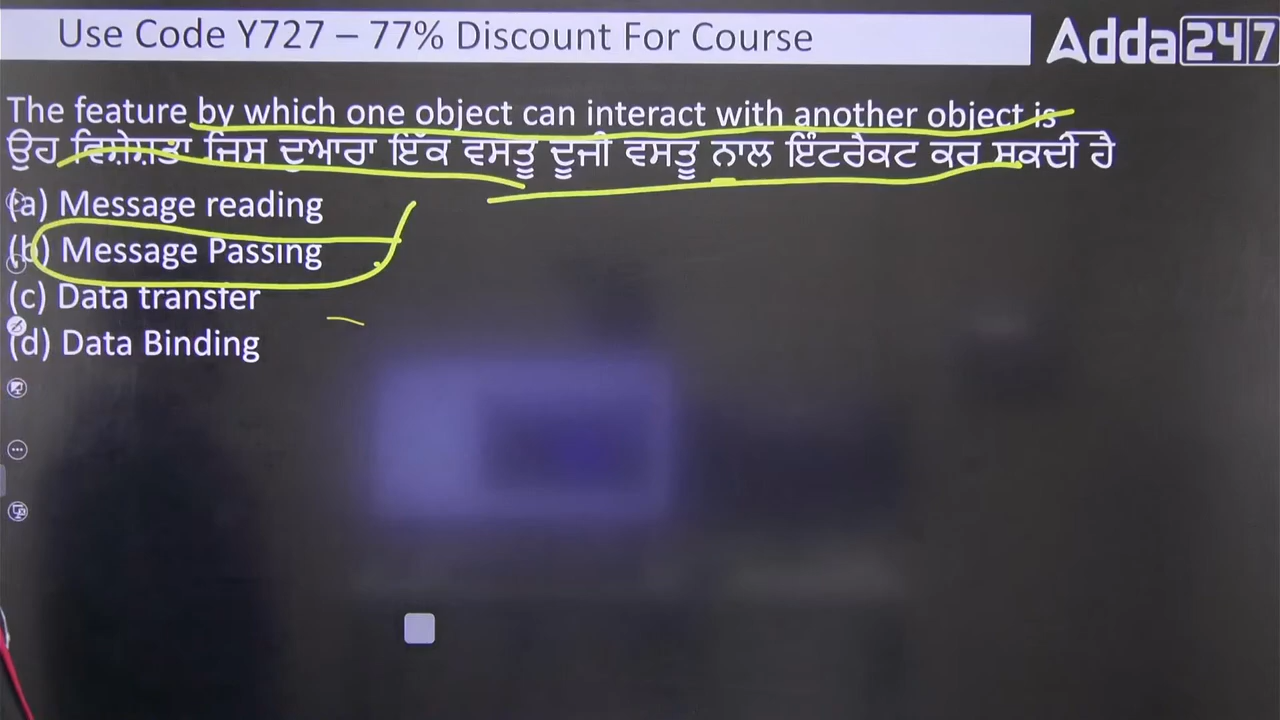 Use Code Y727 – 77% Discount For Course
Adda247
The feature by which one object can interact with another object is
ਉਹ ਵਿਸ਼ੇਸ਼ਤਾ ਜਿਸ ਦੁਆਰਾ ਇੱਕ ਵਸਤੂ ਦੂਜੀ ਵਸਤੂ ਨਾਲ ਇੰਟਰੈਕਟ ਕਰ ਸਕਦੀ ਹੈ
(a) Message reading
(b) Message Passing
(c) Data transfer
(d) Data Binding